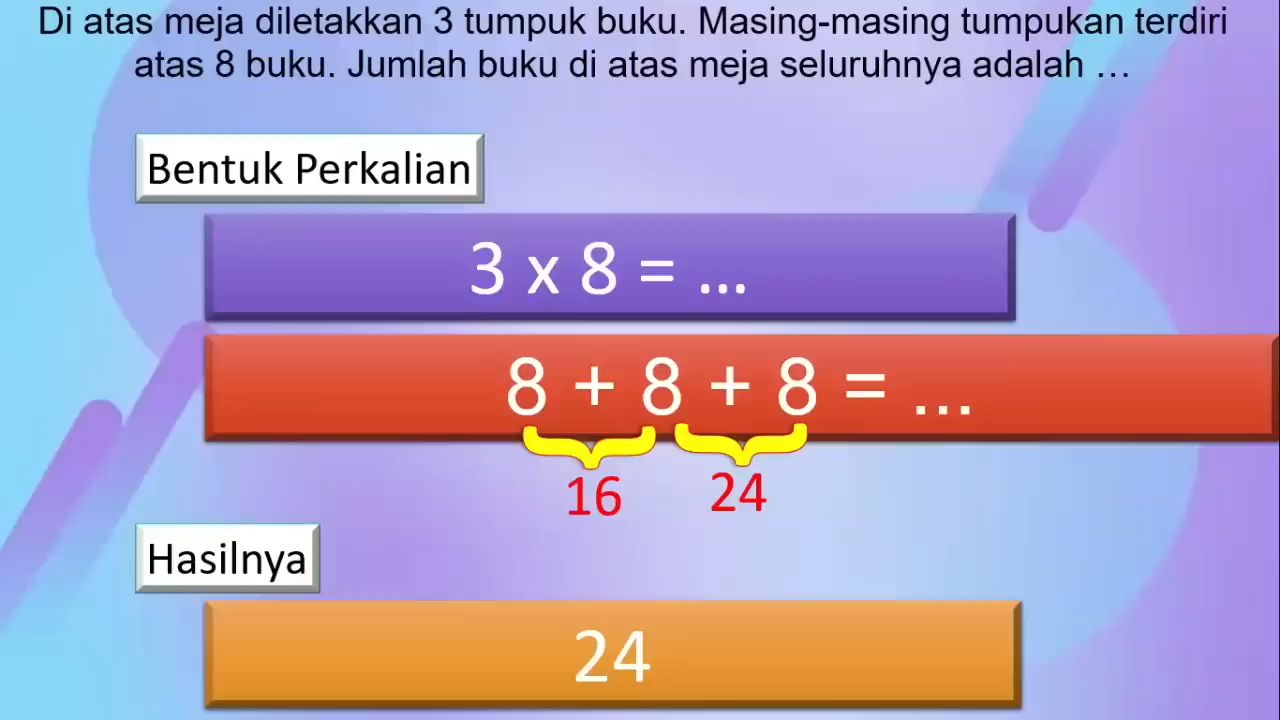 Di atas meja diletakkan 3 tumpuk buku. Masing-masing tumpukan terdiri
atas 8 buku. Jumlah buku di atas meja seluruhnya adalah …
Bentuk Perkalian
3 x 8 = ...
8 + 8 + 8 = ...
16 24
Hasilnya
24